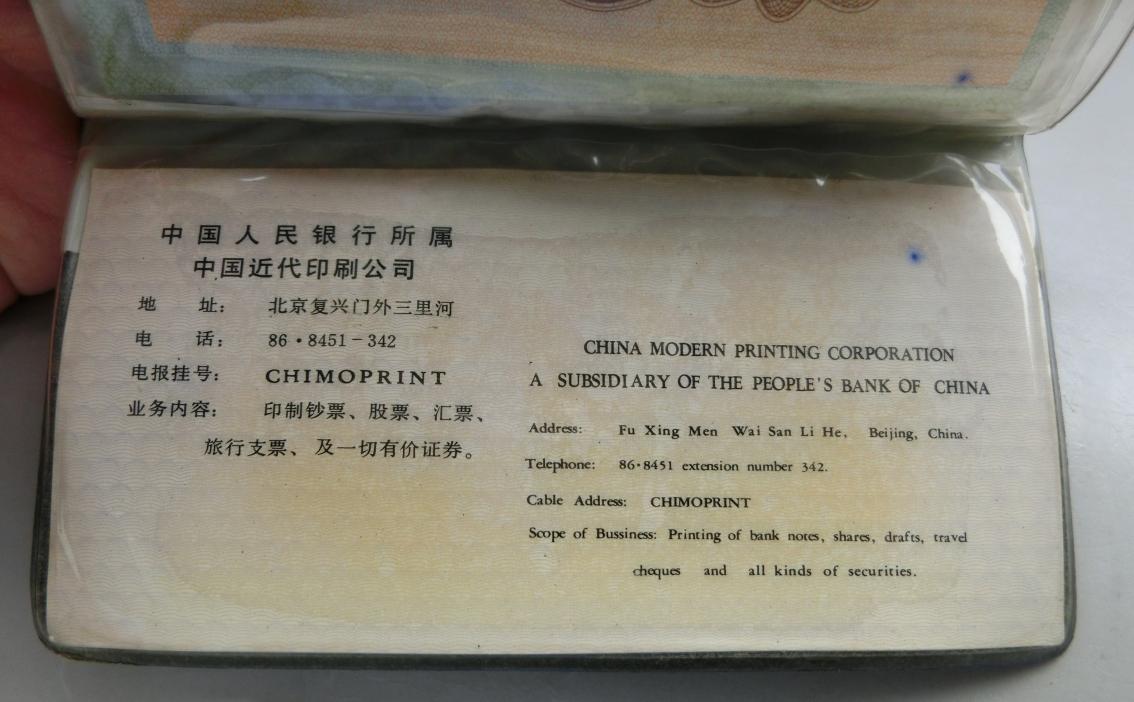 中国人民银行所属
中国近代印刷公司
地 址： 北京复兴门外三里河
电 话： 86·8451－342
电报挂号： CHIMOPRINT
业务内容： 印制钞票、股票、汇票、
旅行支票、及一切有价证券。
CHINA MODERN PRINTING CORPORATION
A SUBSIDIARY OF THE PEOPLE'S BANK OF CHINA
Address: Fu Xing Men Wai San Li He, Beijing, China.
Telephone: 86·8451 extension number 342.
Cable Address: CHIMOPRINT
Scope of Bussiness: Printing of bank notes, shares, drafts, travel
cheques and all kinds of securities.